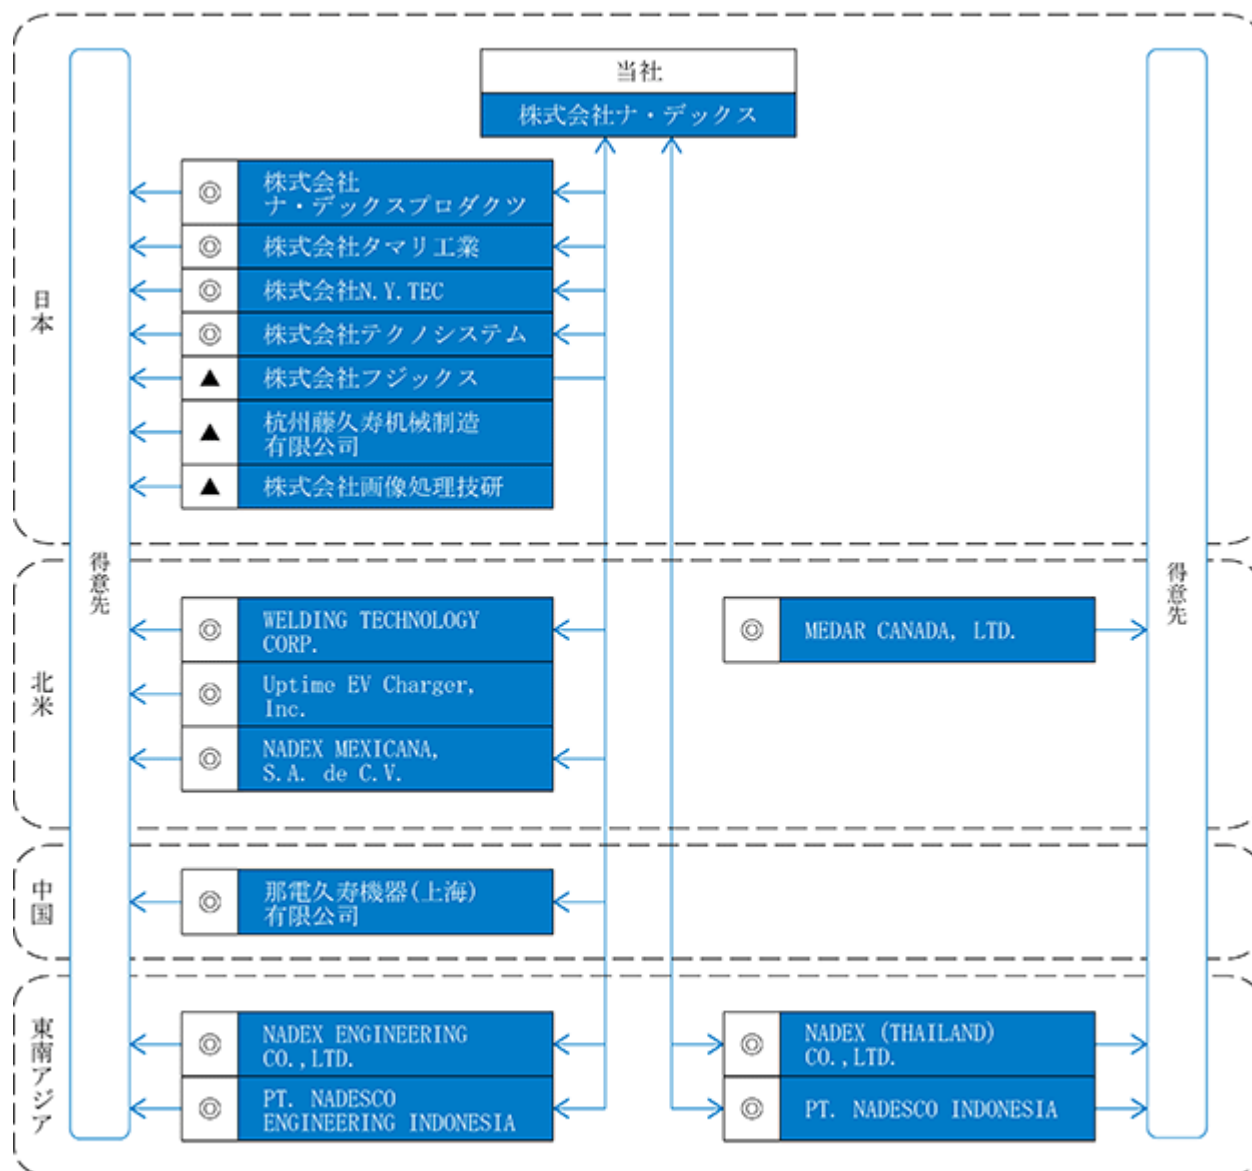 当社
株式会社ナ・デックス
日本
◎
株式会社
ナ・デックスプロダクツ
◎
株式会社タマリ工業
◎
株式会社N.Y.TEC
◎
株式会社テクノシステム
▲
株式会社フジックス
▲
杭州藤久寿机械制造
有限公司
▲
株式会社画像処理技研
得意先
得意先
北米
◎
WELDING TECHNOLOGY
CORP.
◎
MEDAR CANADA, LTD.
◎
Uptime EV Charger,
Inc.
◎
NADEX MEXICANA,
S.A. de C.V.
中国
◎
那電久寿機器(上海)
有限公司
東南アジア
◎
NADEX ENGINEERING
CO.,LTD.
◎
NADEX (THAILAND)
CO.,LTD.
◎
PT. NADESCO
ENGINEERING INDONESIA
◎
PT. NADESCO INDONESIA